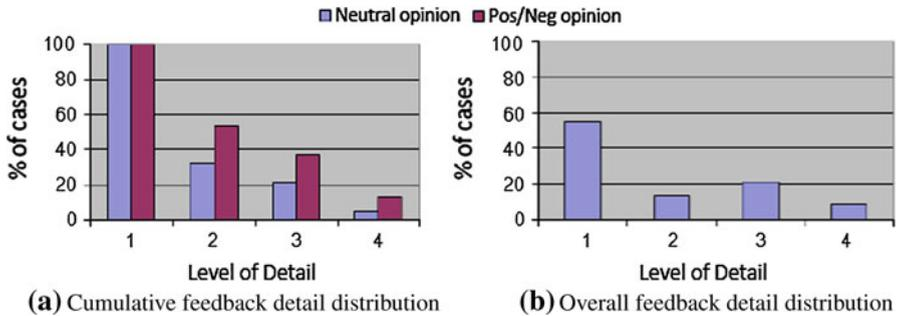 Neutral opinion Pos/Neg opinion
% of cases
100
80
60
40
20
0
1 2 3 4
Level of Detail
(a) Cumulative feedback detail distribution
% of cases
100
80
60
40
20
0
1 2 3 4
Level of Detail
(b) Overall feedback detail distribution